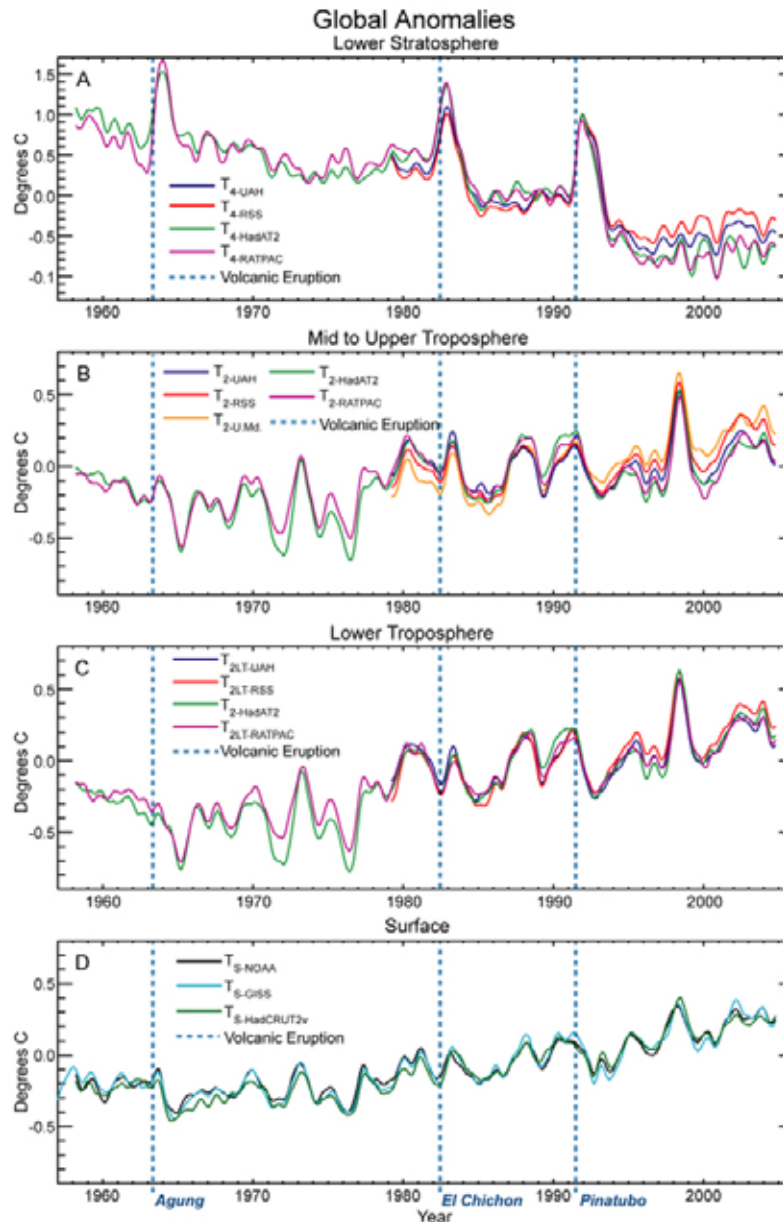 Global Anomalies
Lower Stratosphere
A
Degrees C
1.5
1.0
0.5
0.0
-0.5
-0.1
T4-UAH
T4-RSS
T4-HadAT2
T4-RATPAC
Volcanic Eruption
1960 1970 1980 1990 2000
Mid to Upper Troposphere
B
Degrees C
0.5
0.0
-0.5
T2-UAH T2-HadAT2
T2-RSS T2-RATPAC
T2-U.Md. Volcanic Eruption
1960 1970 1980 1990 2000
Lower Troposphere
C
Degrees C
0.5
0.0
-0.5
T2LT-UAH
T2LT-RSS
T2-HadAT2
T2LT-RATPAC
Volcanic Eruption
1960 1970 1980 1990 2000
Surface
D
Degrees C
0.5
0.0
-0.5
TS-NOAA
TS-GISS
TS-HadCRUT2v
Volcanic Eruption
1960 1970 1980 1990 2000
Agung El Chichon Pinatubo
Year